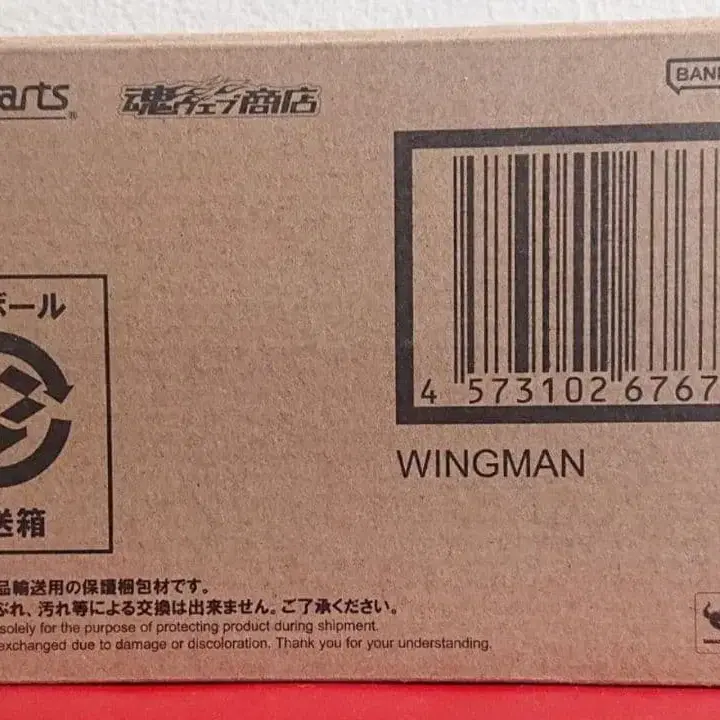 arts®
魂ウェブ商店
BAND
ボール
4 573102 6767
WINGMAN
送箱
品輸送用の保護梱包材です。
ぶれ、汚れ等による交換は出来ません。ご了承ください。
solely for the purpose of protecting product during shipment.
exchanged due to damage or discoloration. Thank you for your understanding.